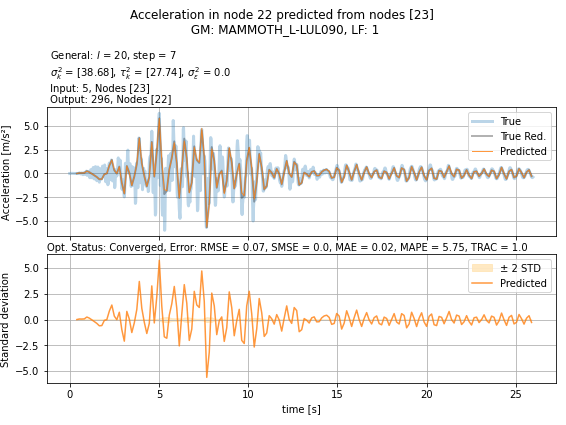 Acceleration in node 22 predicted from nodes [23]
GM: MAMMOTH_L-LUL090, LF: 1
General: l = 20, step = 7
σ²ₖ = [38.68], τ²ₖ = [27.74], σ²ε = 0.0
Input: 5, Nodes [23]
Output: 296, Nodes [22]
Acceleration [m/s²]
5.0
2.5
0.0
−2.5
−5.0
True
True Red.
Predicted
Opt. Status: Converged, Error: RMSE = 0.07, SMSE = 0.0, MAE = 0.02, MAPE = 5.75, TRAC = 1.0
Standard deviation
5.0
2.5
0.0
−2.5
−5.0
± 2 STD
Predicted
0 5 10 15 20 25
time [s]